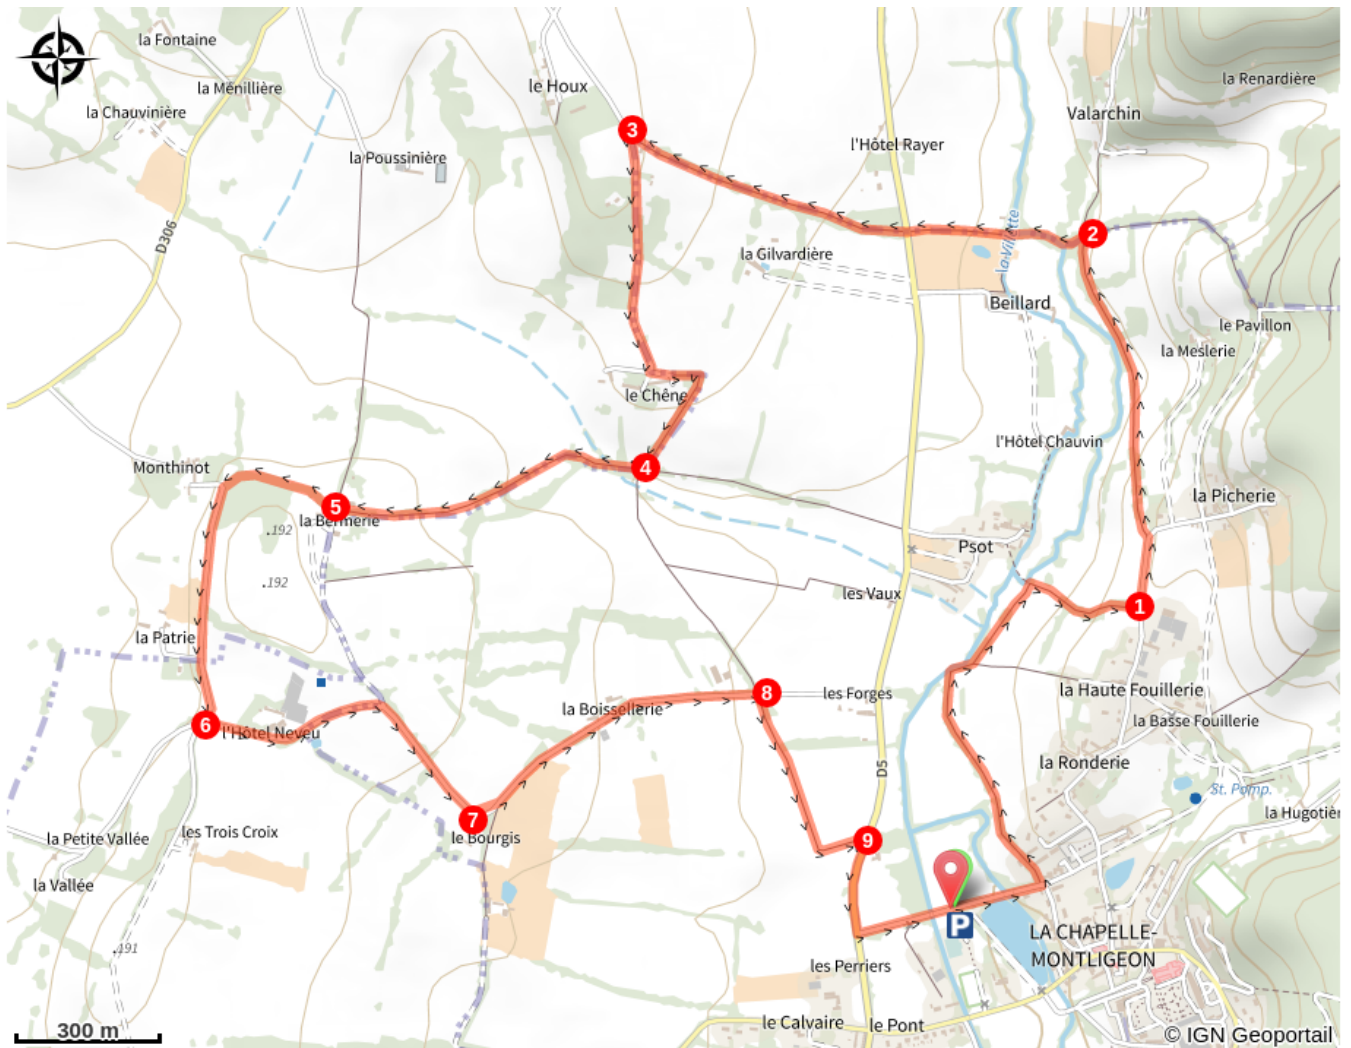 la Fontaine
la Ménillière
la Chauvinière
le Houx
la Renardière
Valarchin
3
l'Hôtel Rayer
la Poussinière
D306
la Vilette
2
la Gilvardière
Beillard
le Pavillon
la Meslerie
le Chêne
l'Hôtel Chauvin
Monthinot
4
la Picherie
5
la Bermerie
.192
Psot
.192
les Vaux
1
la Patrie
la Haute Fouillerie
8
les Forges
la Boissellerie
la Basse Fouillerie
6
l'Hôtel Neveu
la Ronderie
D5
St. Pomp.
la Hugotièr
7
le Bourgis
les Trois Croix
la Petite Vallée
9
la Vallée
P
LA CHAPELLE-
MONTLIGEON
.191
les Perriers
le Calvaire
le Pont
300 m
© IGN Geoportail